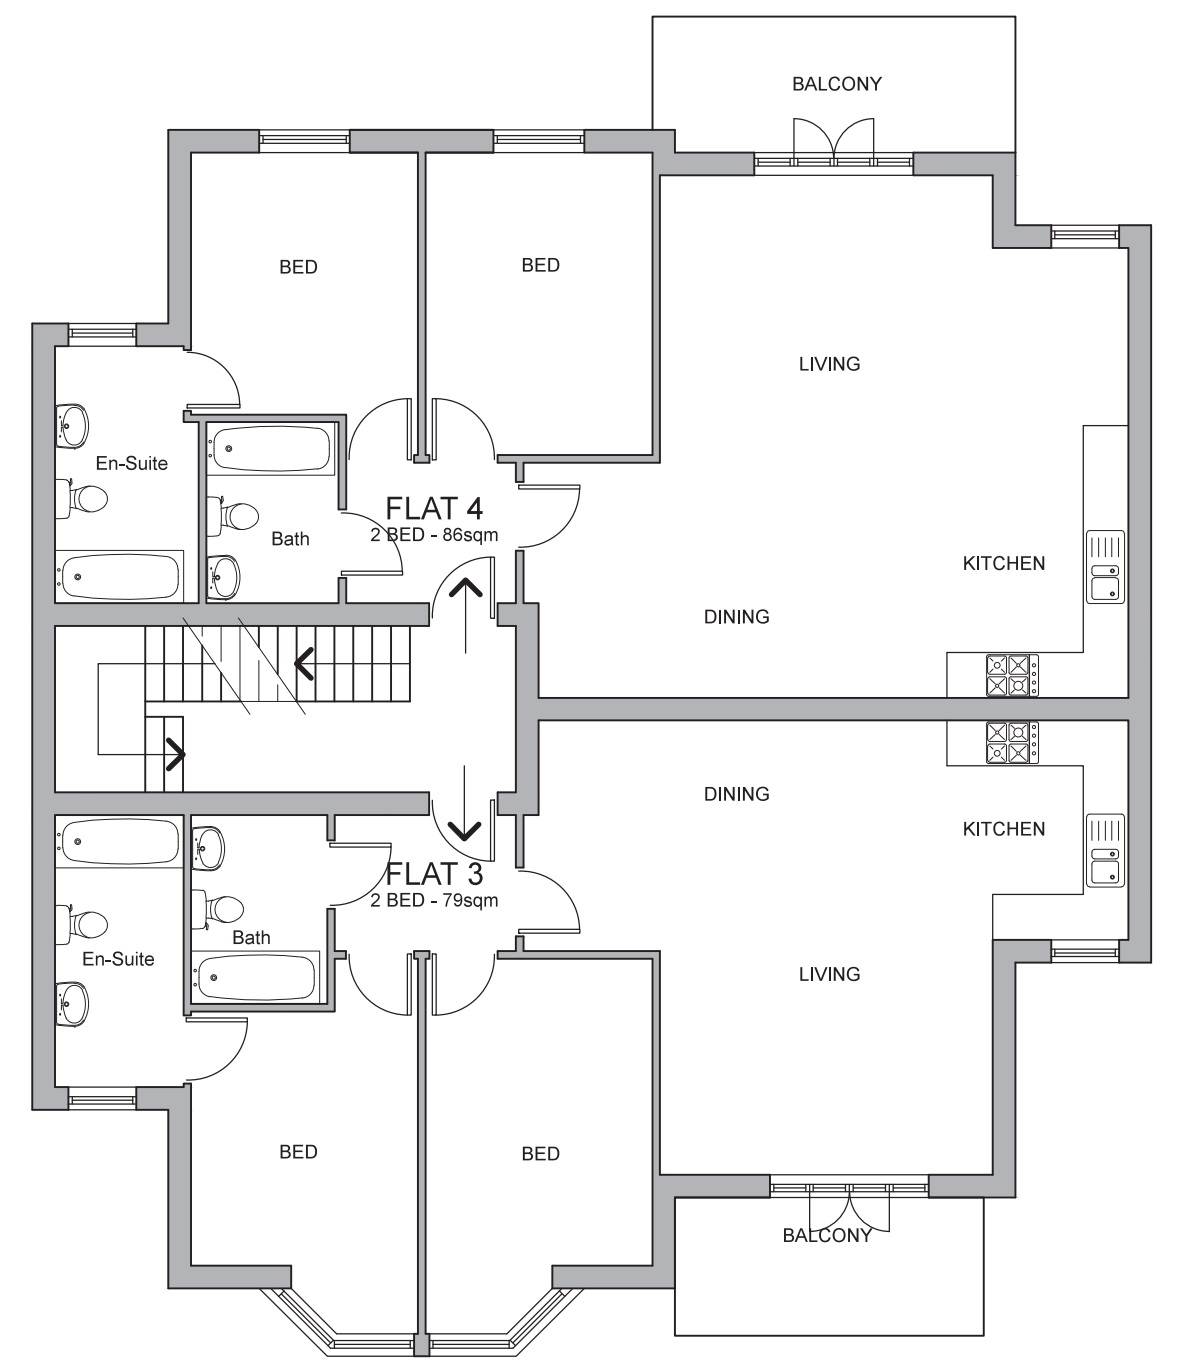 BALCONY
BED
BED
LIVING
En-Suite
FLAT 4
2 BED - 86sqm
Bath
KITCHEN
DINING
DINING
KITCHEN
FLAT 3
2 BED - 79sqm
Bath
En-Suite
LIVING
BED
BED
BALCONY